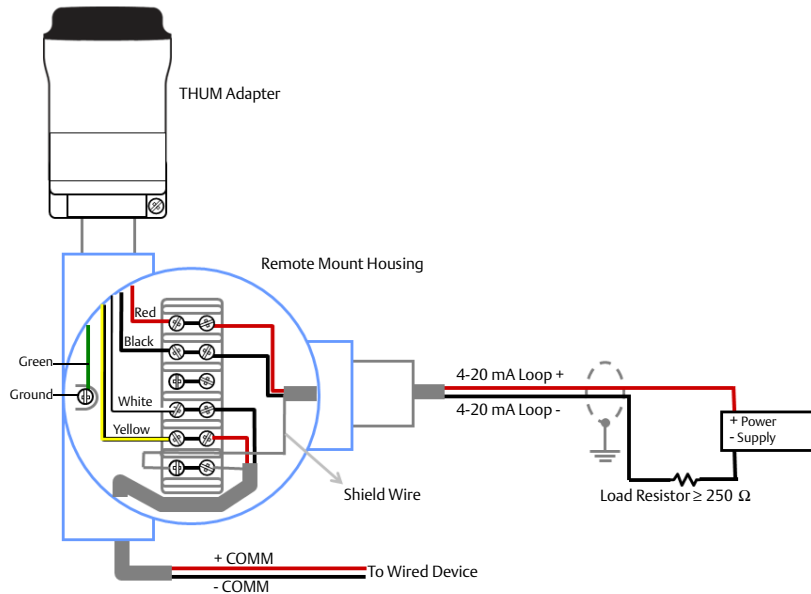 THUM Adapter
Remote Mount Housing
Red
Black
Green
4-20 mA Loop +
Ground
White
4-20 mA Loop -
+ Power
- Supply
Yellow
Shield Wire
Load Resistor ≥ 250 Ω
+ COMM
To Wired Device
- COMM